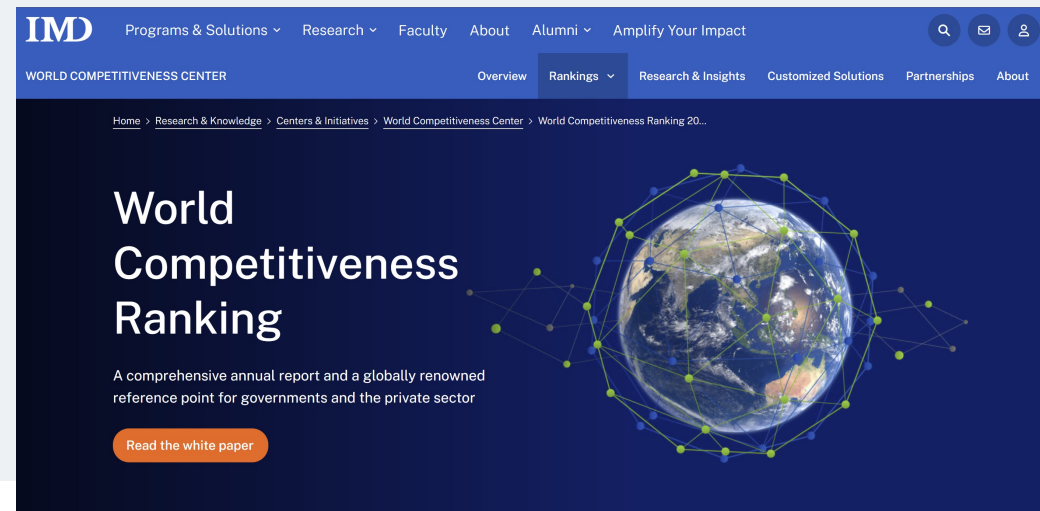 IMD
Programs & Solutions
Research
Faculty
About
Alumni
Amplify Your Impact
WORLD COMPETITIVENESS CENTER
Overview
Rankings
Research & Insights
Customized Solutions
Partnerships
About
Home > Research & Knowledge > Centers & Initiatives > World Competitiveness Center > World Competitiveness Ranking 20...
World
Competitiveness
Ranking
A comprehensive annual report and a globally renowned
reference point for governments and the private sector
Read the white paper